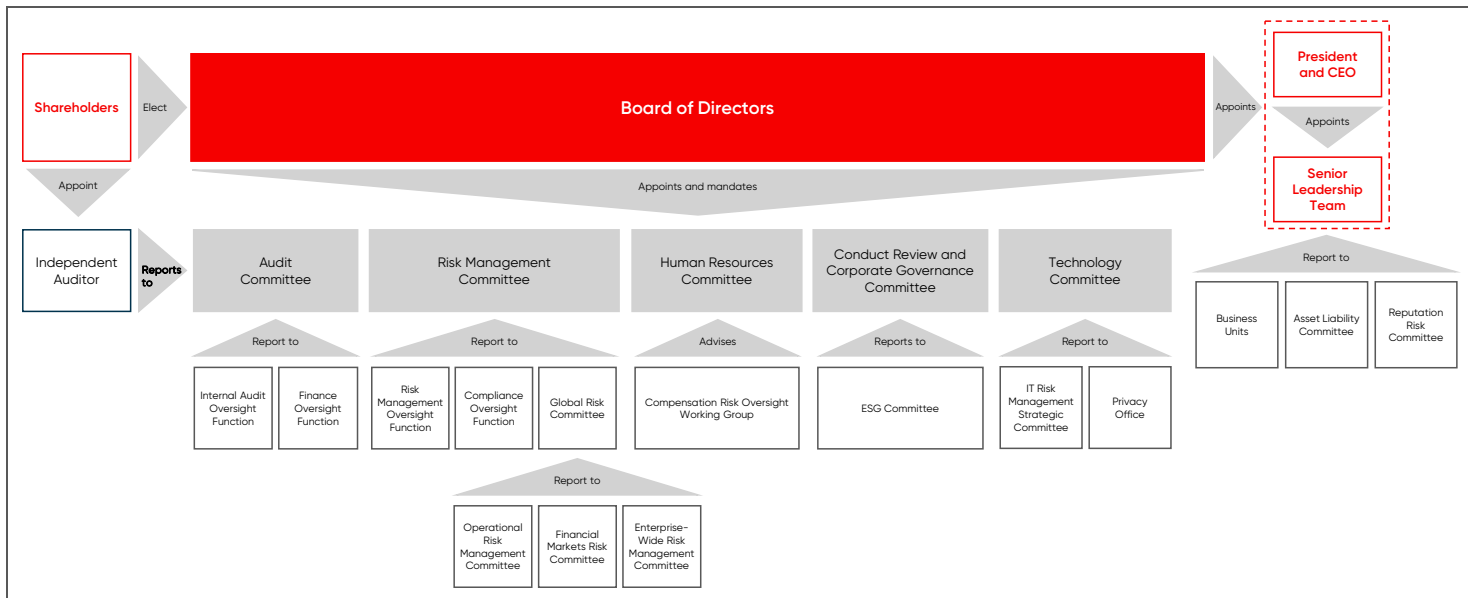 Shareholders
Elect
Board of Directors
Appoints
President
and CEO
Appoints
Senior
Leadership
Team
Appoint
Appoints and mandates
Independent
Auditor
Reports
to
Audit
Committee
Risk Management
Committee
Human Resources
Committee
Conduct Review and
Corporate Governance
Committee
Technology
Committee
Report to
Business
Units
Asset Liability
Committee
Reputation
Risk
Committee
Report to
Report to
Advises
Reports to
Report to
Internal Audit
Oversight
Function
Finance
Oversight
Function
Risk
Management
Oversight
Function
Compliance
Oversight
Function
Global Risk
Committee
Compensation Risk Oversight
Working Group
ESG Committee
IT Risk
Management
Strategic
Committee
Privacy
Office
Report to
Operational
Risk
Management
Committee
Financial
Markets Risk
Committee
Enterprise-
Wide Risk
Management
Committee